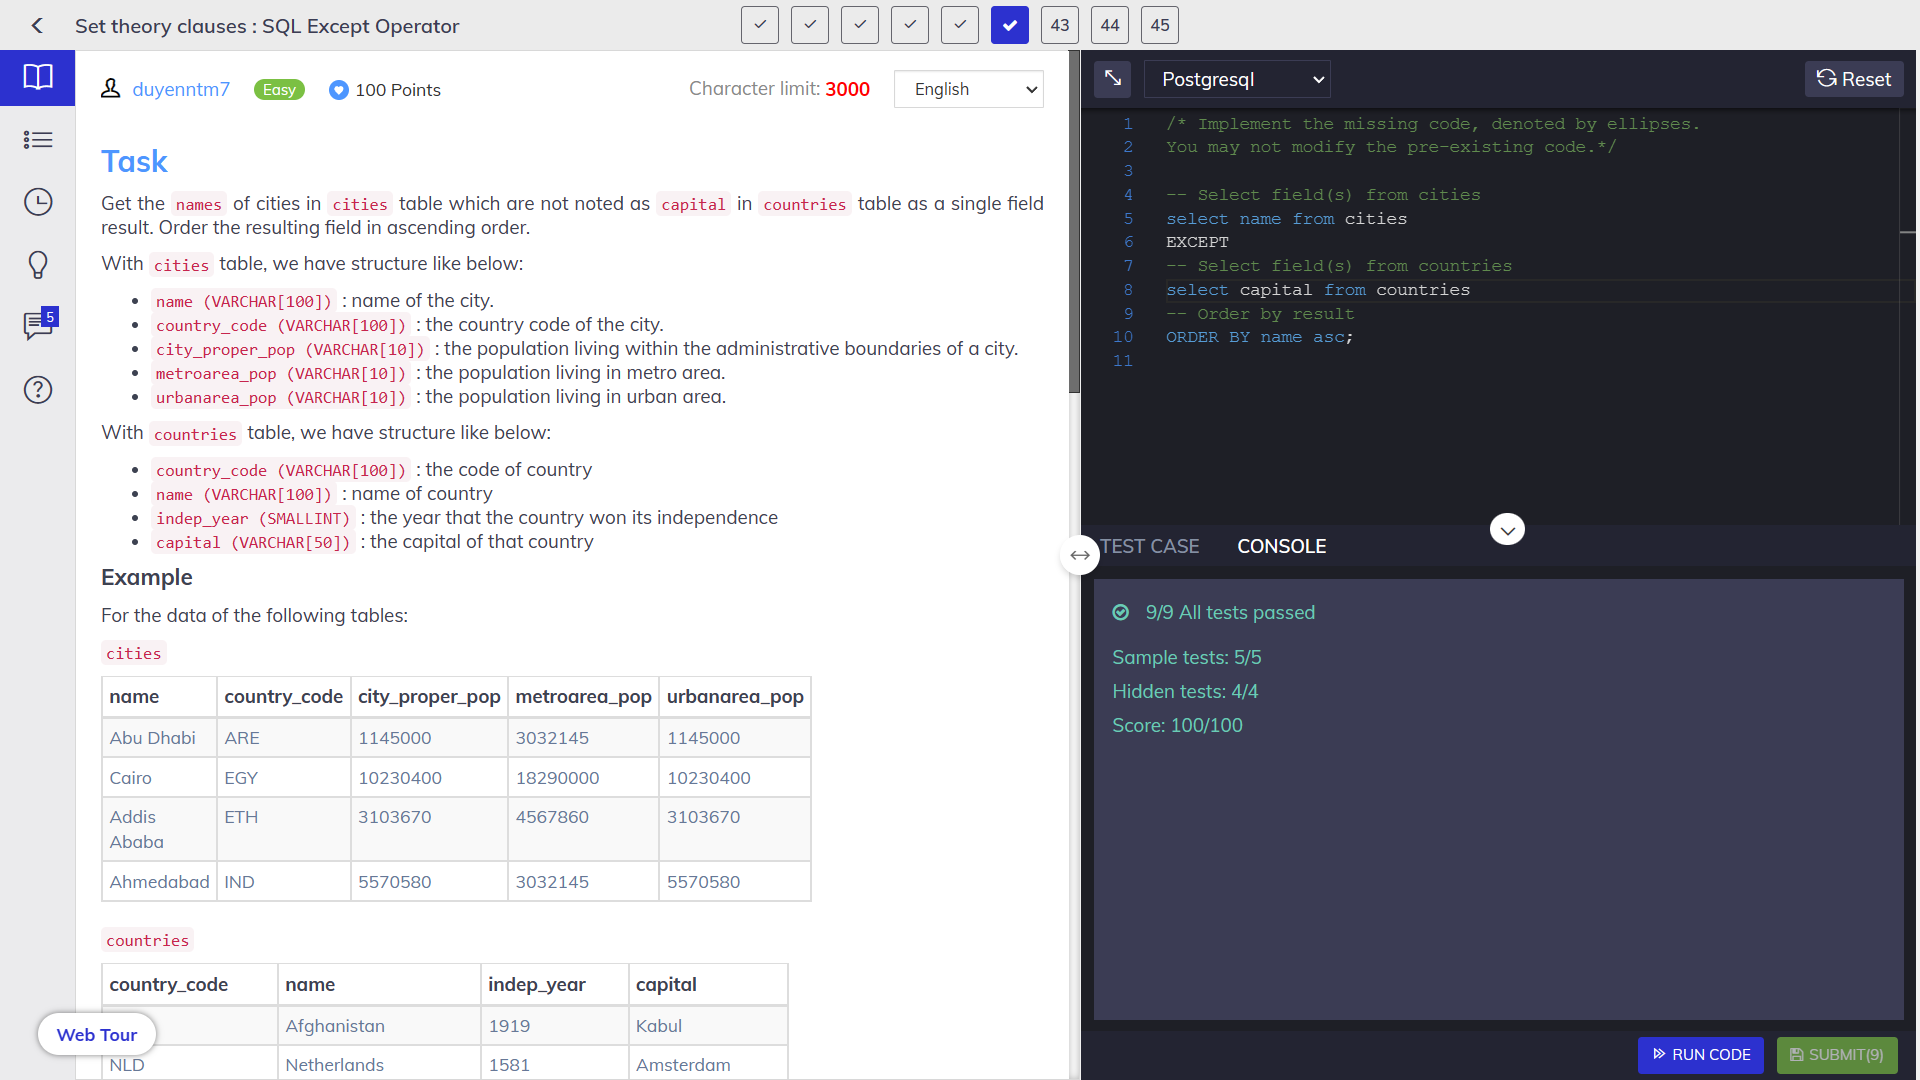 Set theory clauses : SQL Except Operator
43
44
45
duyenntm7
Easy
100 Points
Character limit: 3000
English
Task
Get the names of cities in cities table which are not noted as capital in countries table as a single field
result. Order the resulting field in ascending order.
With cities table, we have structure like below:
name (VARCHAR[100]) : name of the city.
country_code (VARCHAR[100]) : the country code of the city.
city_proper_pop (VARCHAR[10]) : the population living within the administrative boundaries of a city.
metroarea_pop (VARCHAR[10]) : the population living in metro area.
urbanarea_pop (VARCHAR[10]) : the population living in urban area.
With countries table, we have structure like below:
country_code (VARCHAR[100]) : the code of country
name (VARCHAR[100]) : name of country
indep_year (SMALLINT) : the year that the country won its independence
capital (VARCHAR[50]) : the capital of that country
Example
For the data of the following tables:
cities
name country_code city_proper_pop metroarea_pop urbanarea_pop
Abu Dhabi ARE 1145000 3032145 1145000
Cairo EGY 10230400 18290000 10230400
Addis Ababa ETH 3103670 4567860 3103670
Ahmedabad IND 5570580 3032145 5570580
countries
country_code name indep_year capital
Afghanistan 1919 Kabul
NLD Netherlands 1581 Amsterdam
5
Web Tour
Postgresql
Reset
1 /* Implement the missing code, denoted by ellipses.
2 You may not modify the pre-existing code.*/
3
4 -- Select field(s) from cities
5 select name from cities
6 EXCEPT
7 -- Select field(s) from countries
8 select capital from countries
9 -- Order by result
10 ORDER BY name asc;
11
TEST CASE
CONSOLE
9/9 All tests passed
Sample tests: 5/5
Hidden tests: 4/4
Score: 100/100
RUN CODE
SUBMIT(9)